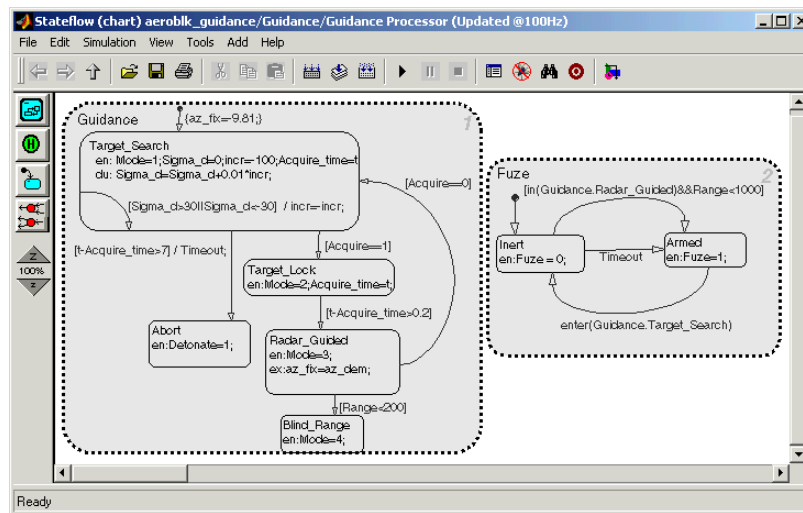 Stateflow (chart) aeroblk_guidance/Guidance/Guidance Processor (Updated @100Hz)
File Edit Simulation View Tools Add Help
Guidance
1
{az_fix=-9.81;}
Target_Search
en: Mode=1;Sigma_d=0;incr=-100;Acquire_time=t
du: Sigma_d=Sigma_d+0.01*incr;
[Sigma_d>30||Sigma_d<-30] / incr=-incr;
[Acquire==0]
[t-Acquire_time>7] / Timeout;
[Acquire==1]
Target_Lock
en:Mode=2;Acquire_time=t;
[t-Acquire_time>0.2]
Abort
en:Detonate=1;
Radar_Guided
en:Mode=3;
ex:az_fix=az_dem;
[Range<200]
Blind_Range
en:Mode=4;
Fuze
2
[in(Guidance.Radar_Guided)&&Range<1000]
Inert
en:Fuze = 0;
Timeout
Armed
en:Fuze=1;
enter(Guidance.Target_Search)
Z
100%
z
Ready